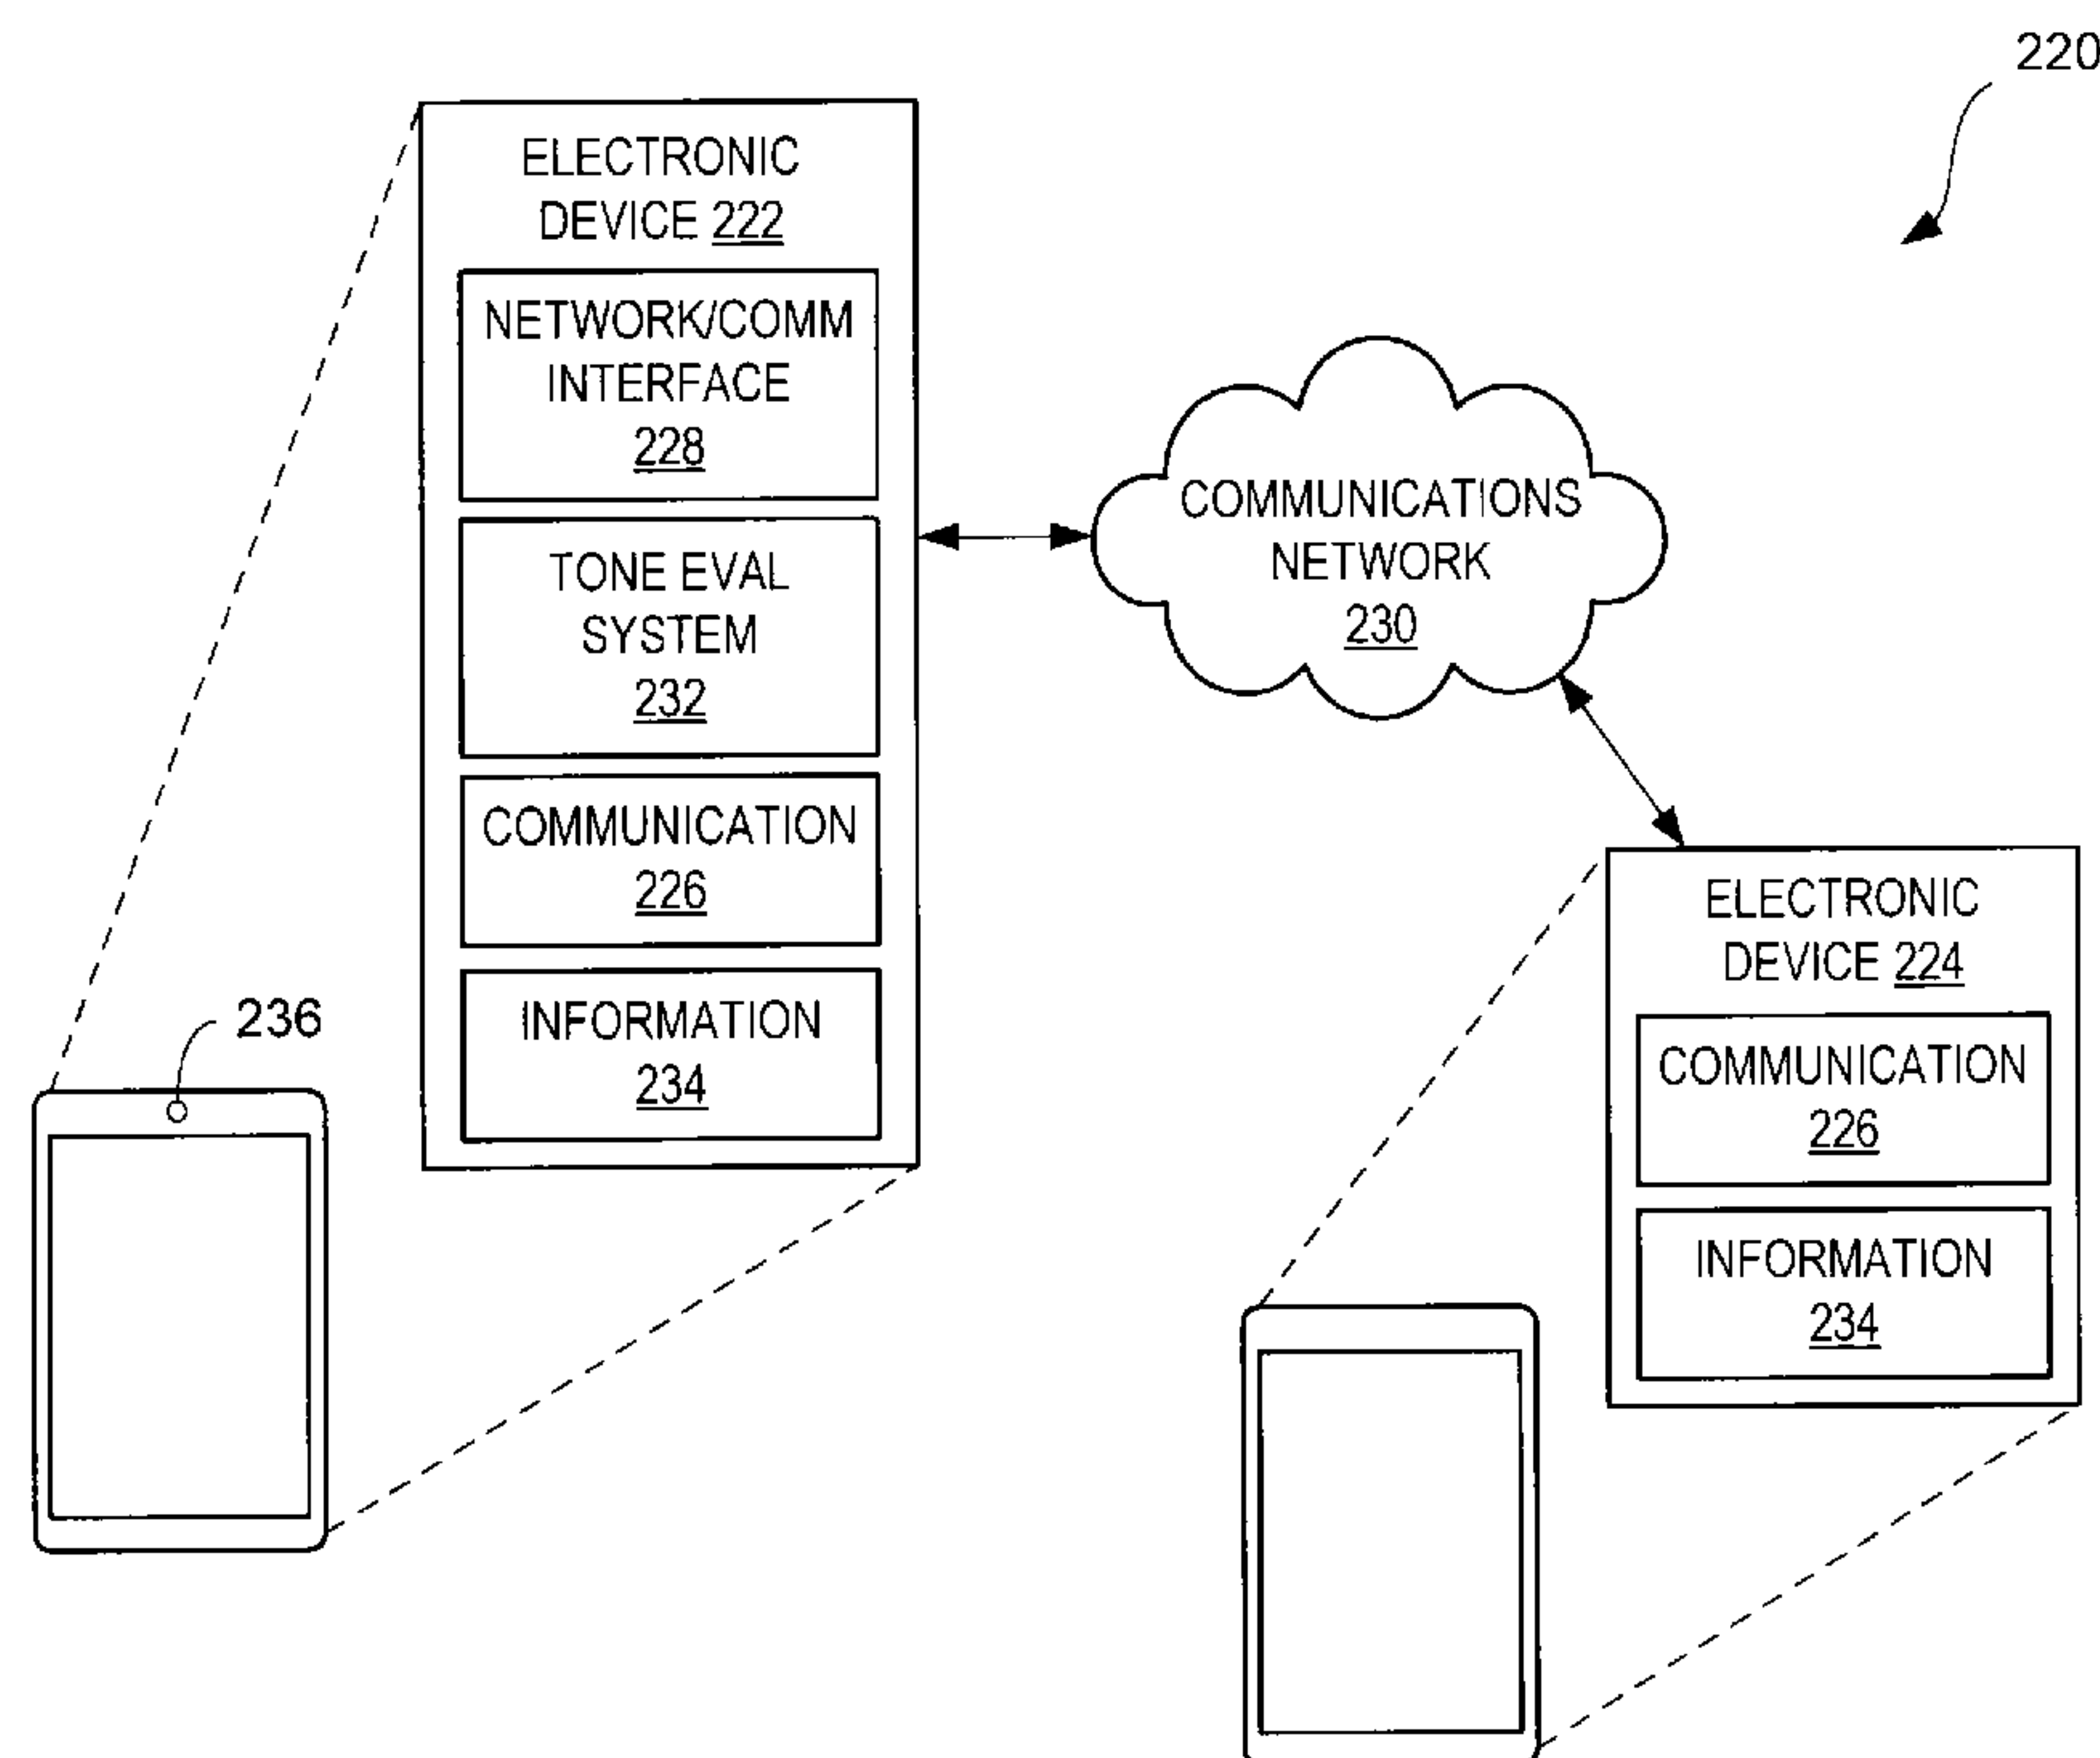 220
ELECTRONIC
DEVICE 222
NETWORK/COMM
INTERFACE
228
TONE EVAL
SYSTEM
232
COMMUNICATION
226
INFORMATION
234
COMMUNICATIONS
NETWORK
230
236
ELECTRONIC
DEVICE 224
COMMUNICATION
226
INFORMATION
234